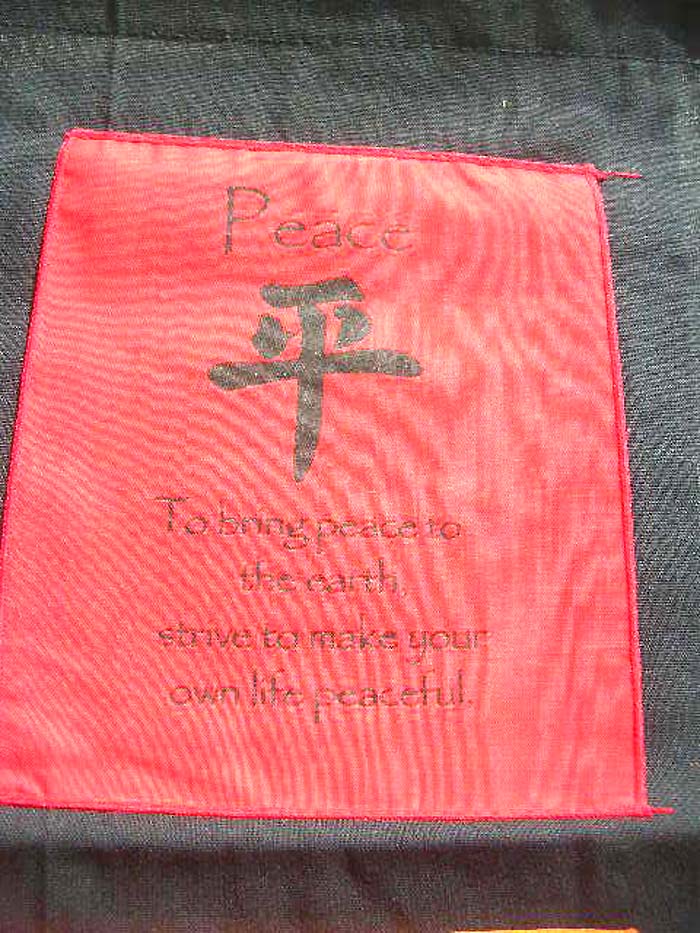 Peace
平
To bring peace to
the earth,
strive to make your
own life peaceful.